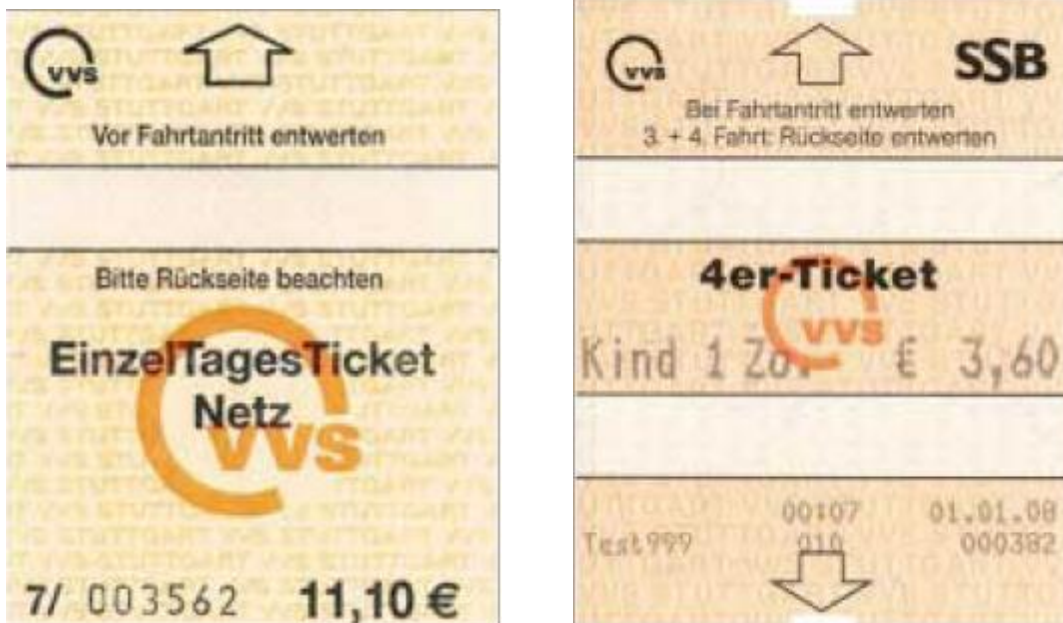 vvs
Vor Fahrtantritt entwerten
Bitte Rückseite beachten
EinzelTagesTicket
Netz
vvs
7/ 003562 11,10 €
vvs SSB
Bei Fahrtantritt entwerten
3. + 4. Fahrt: Rückseite entwerten
4er-Ticket
vvs
Kind 1 Zo. € 3,60
00:07 01.01.08
Test999 010 000382